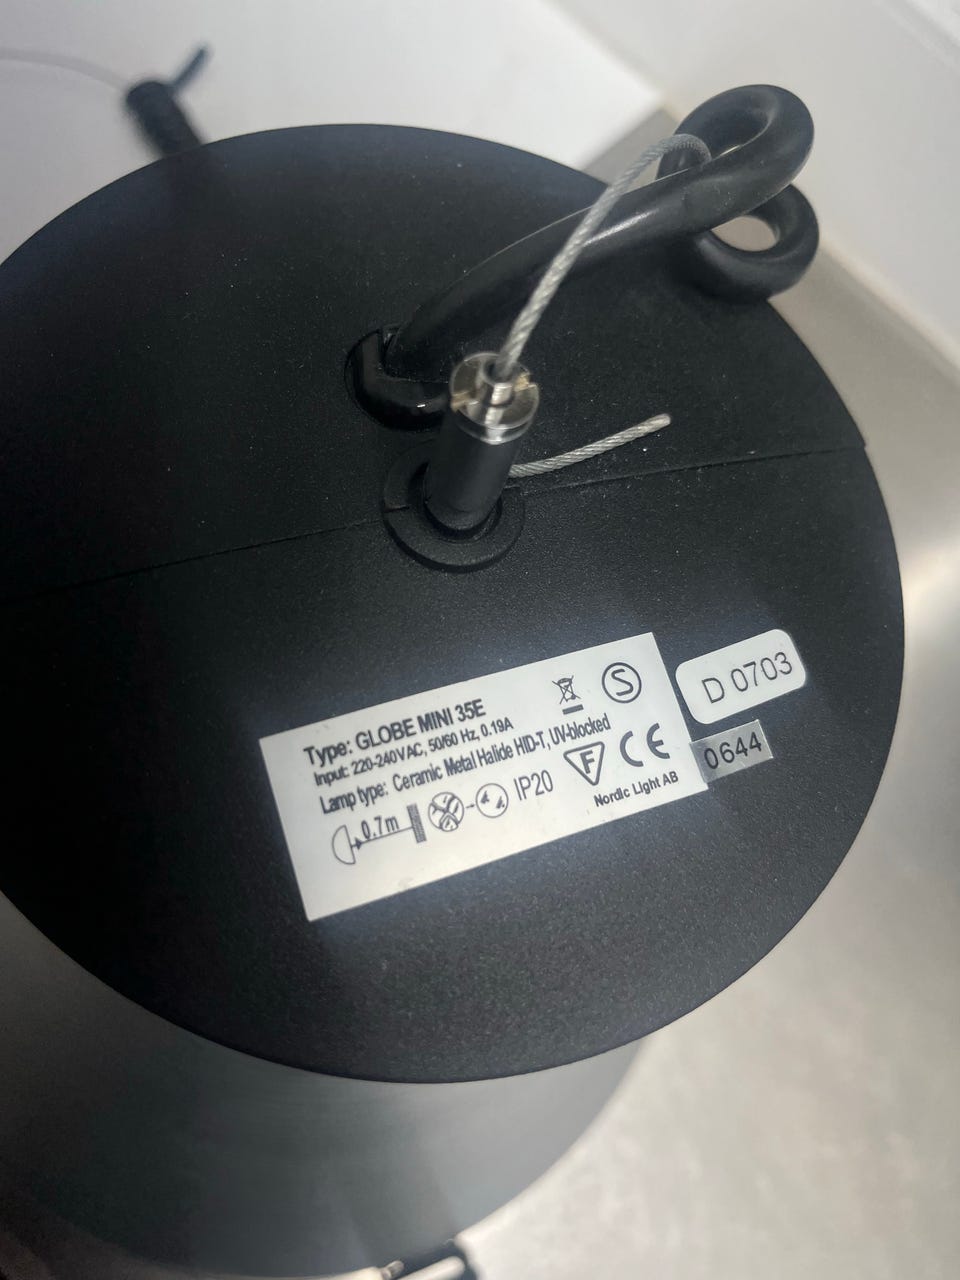 Type: GLOBE MINI 35E
Input: 220-240VAC, 50/60 Hz, 0.19A
Lamp type: Ceramic Metal Halide HID-T, UV-blocked
0.7m
IP20
F
CE
S
Nordic Light AB
D 0703
0644